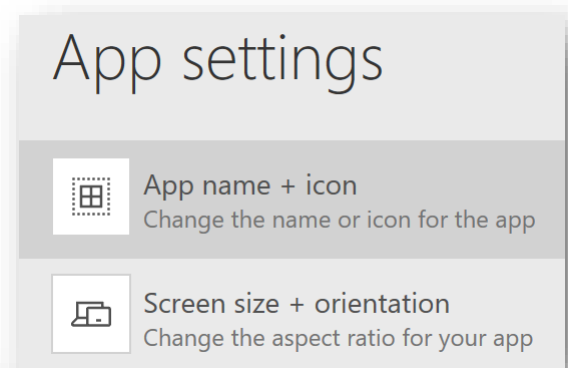 App settings
App name + icon
Change the name or icon for the app
Screen size + orientation
Change the aspect ratio for your app